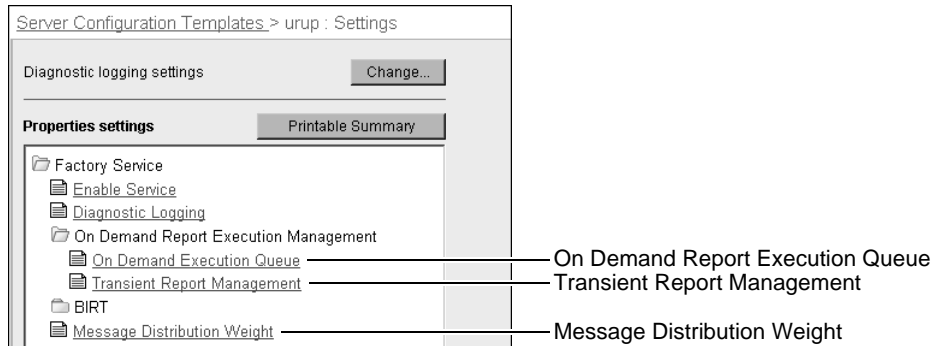 Server Configuration Templates > urup : Settings
Diagnostic logging settings Change...
Properties settings Printable Summary
Factory Service
Enable Service
Diagnostic Logging
On Demand Report Execution Management
On Demand Execution Queue On Demand Report Execution Queue
Transient Report Management Transient Report Management
BIRT
Message Distribution Weight Message Distribution Weight